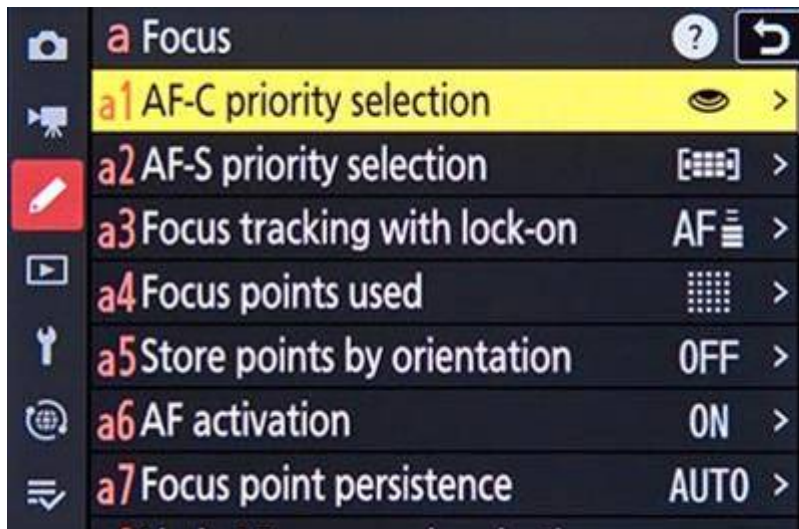 a Focus ?
a1 AF-C priority selection >
a2 AF-S priority selection >
a3 Focus tracking with lock-on AF >
a4 Focus points used >
a5 Store points by orientation OFF >
a6 AF activation ON >
a7 Focus point persistence AUTO >